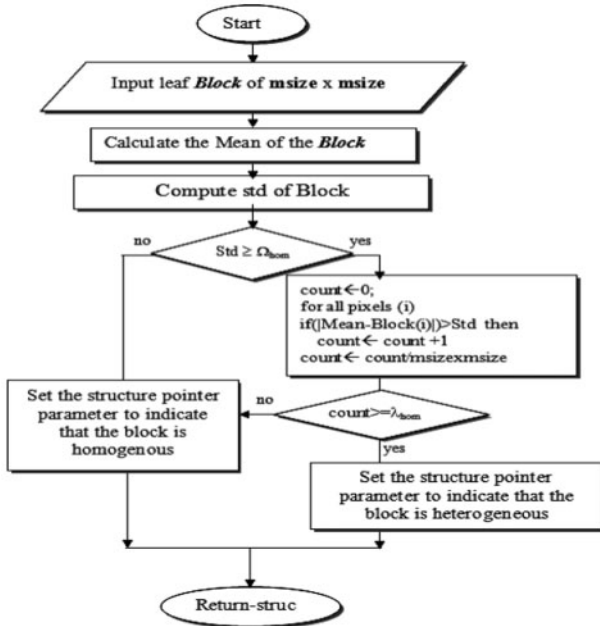 Start
Input leaf Block of msize x msize
Calculate the Mean of the Block
Compute std of Block
no
Std ≥ Ωhom
yes
count←0;
for all pixels (i)
if(|Mean-Block(i)|)>Std then
count← count +1
count← count/msizexmsize
Set the structure pointer
parameter to indicate
that the block is
homogenous
no
count>=λhom
yes
Set the structure pointer
parameter to indicate that the
block is heterogeneous
Return-struc